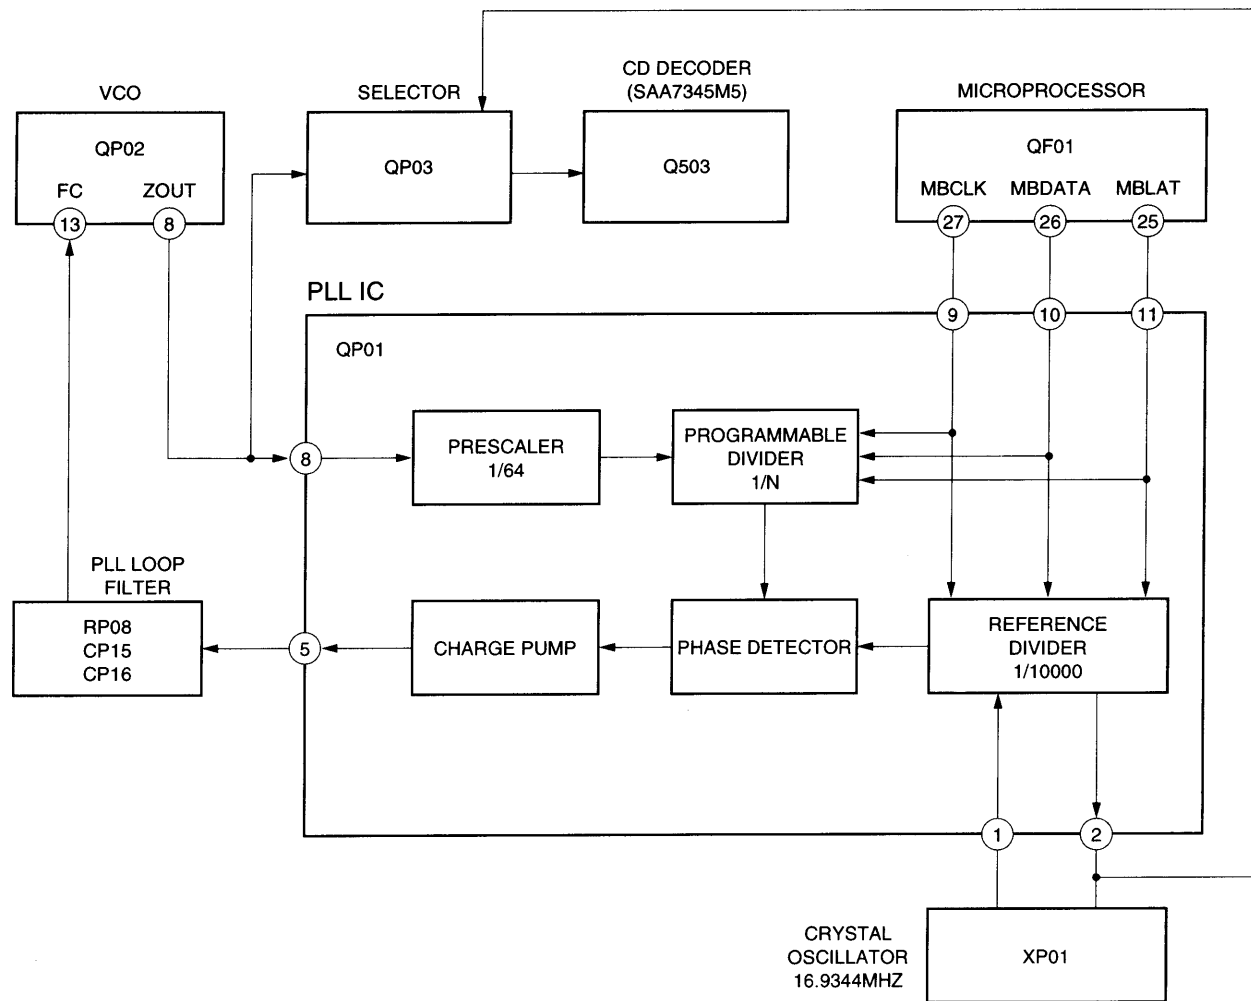 CD DECODER
(SAA7345M5)
VCO
SELECTOR
MICROPROCESSOR
QP02
FC ZOUT
13 8
QP03
Q503
QF01
MBCLK MBDATA MBLAT
27 26 25
PLL IC
9 10 11
QP01
8
PRESCALER
1/64
PROGRAMMABLE
DIVIDER
1/N
PLL LOOP
FILTER
RP08
CP15
CP16
5
CHARGE PUMP
PHASE DETECTOR
REFERENCE
DIVIDER
1/10000
1 2
CRYSTAL
OSCILLATOR
16.9344MHZ
XP01